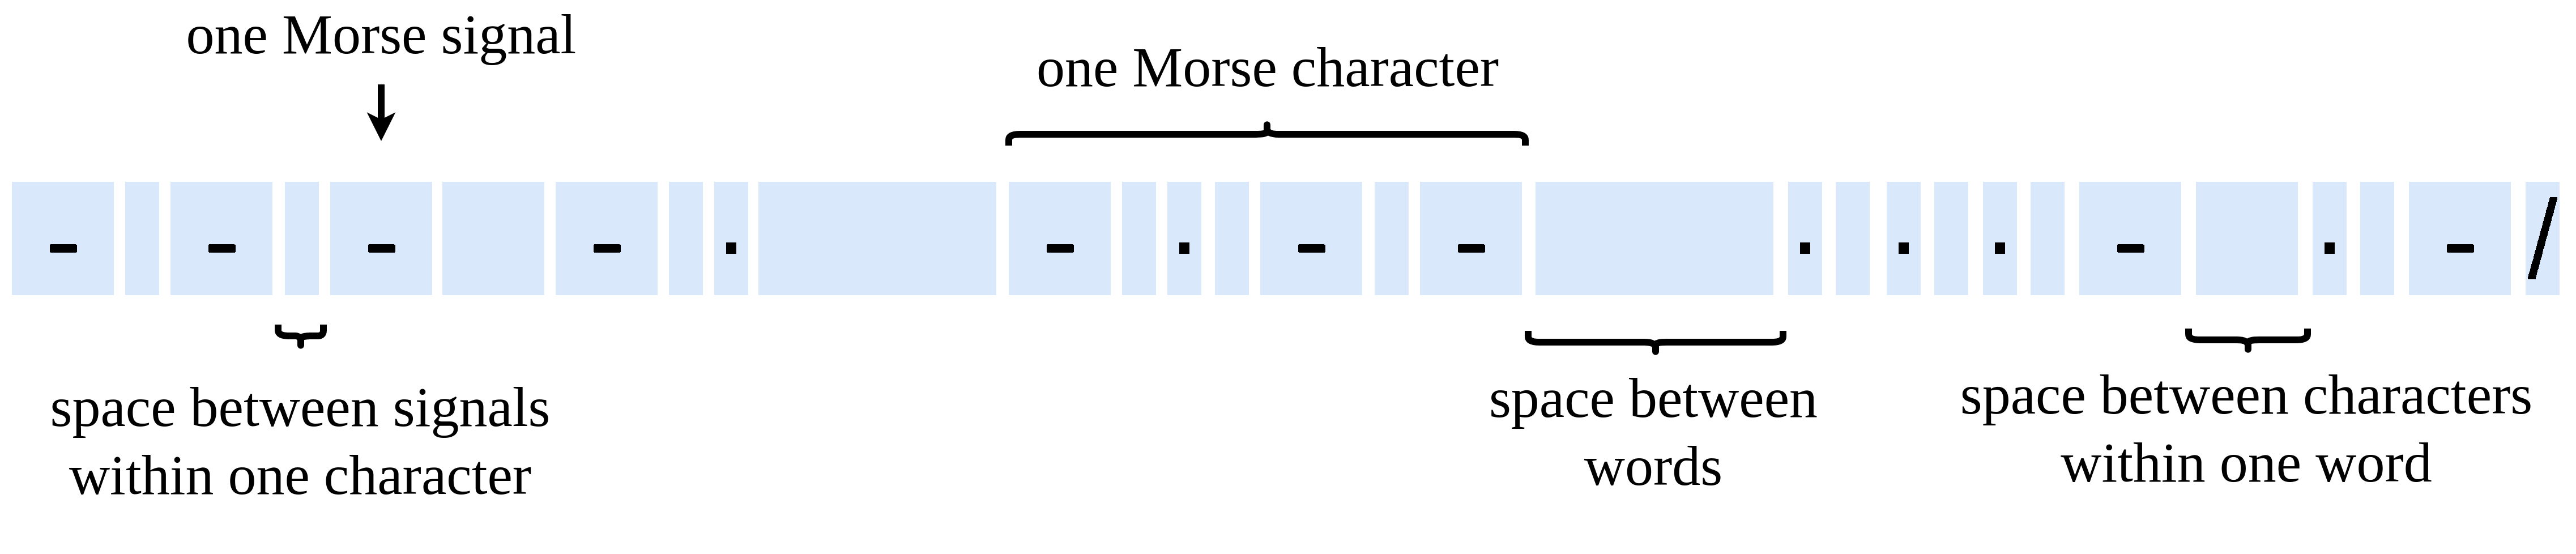 one Morse signal
one Morse character
- - - - . - . - - . . . - . - /
space between signals
within one character
space between
words
space between characters
within one word